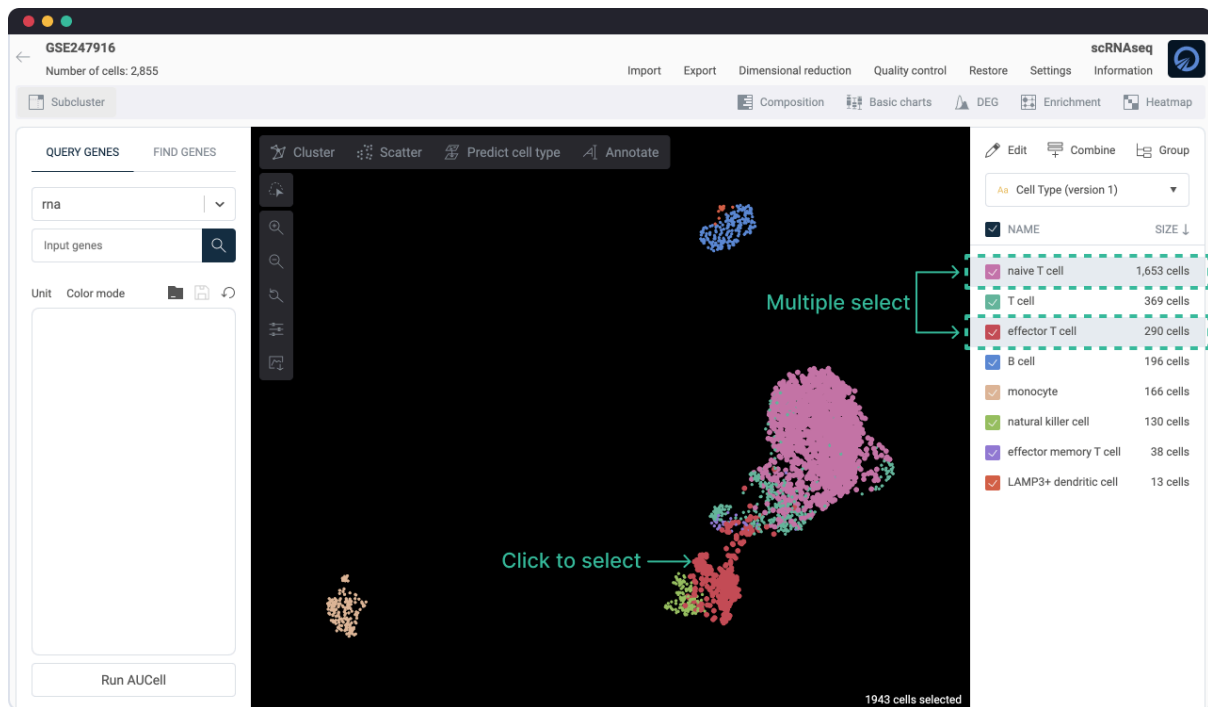 GSE247916
Number of cells: 2,855
scRNAseq
Import Export Dimensional reduction Quality control Restore Settings Information
Subcluster
Composition Basic charts DEG Enrichment Heatmap
QUERY GENES FIND GENES
rna
Input genes
Unit Color mode
Run AUCell
Cluster Scatter Predict cell type Annotate
Multiple select
Click to select
1943 cells selected
Edit Combine Group
Aa Cell Type (version 1)
NAME SIZE ↓
naive T cell 1,653 cells
T cell 369 cells
effector T cell 290 cells
B cell 196 cells
monocyte 166 cells
natural killer cell 130 cells
effector memory T cell 38 cells
LAMP3+ dendritic cell 13 cells